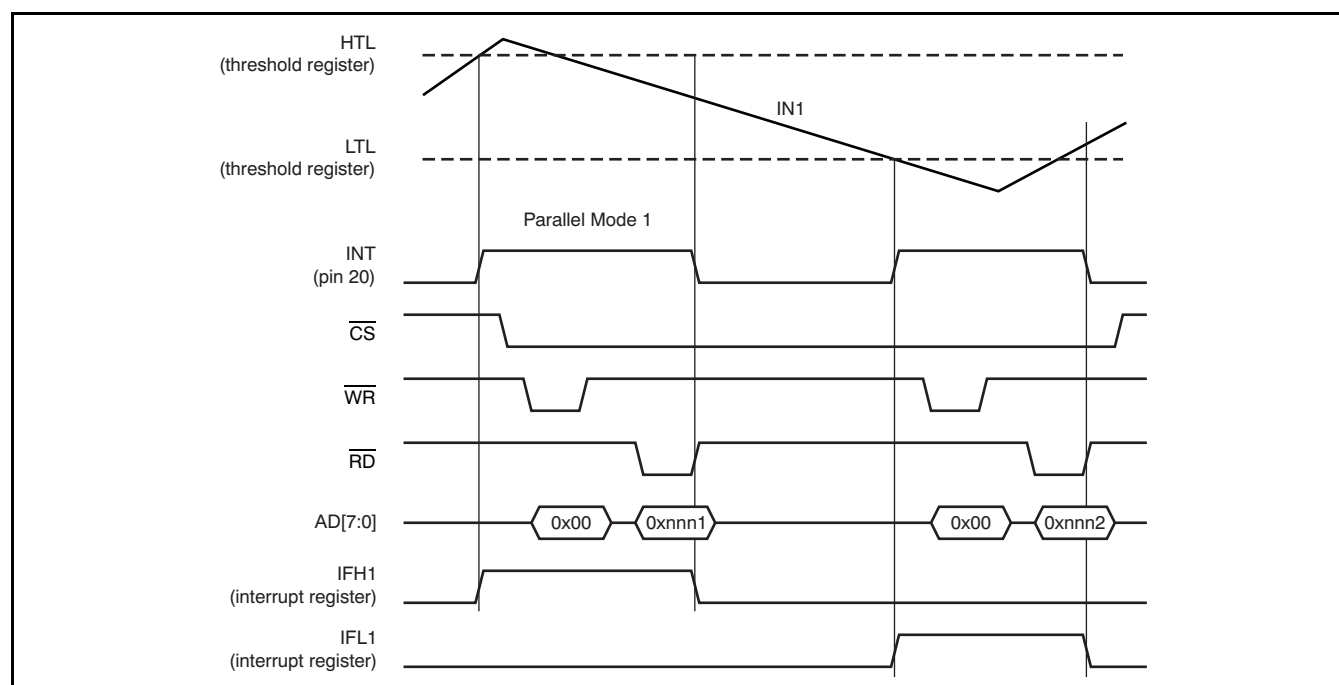 HTL
(threshold register)
IN1
LTL
(threshold register)
Parallel Mode 1
INT
(pin 20)
CS
WR
RD
AD[7:0]
0x00
0xnnn1
0x00
0xnnn2
IFH1
(interrupt register)
IFL1
(interrupt register)